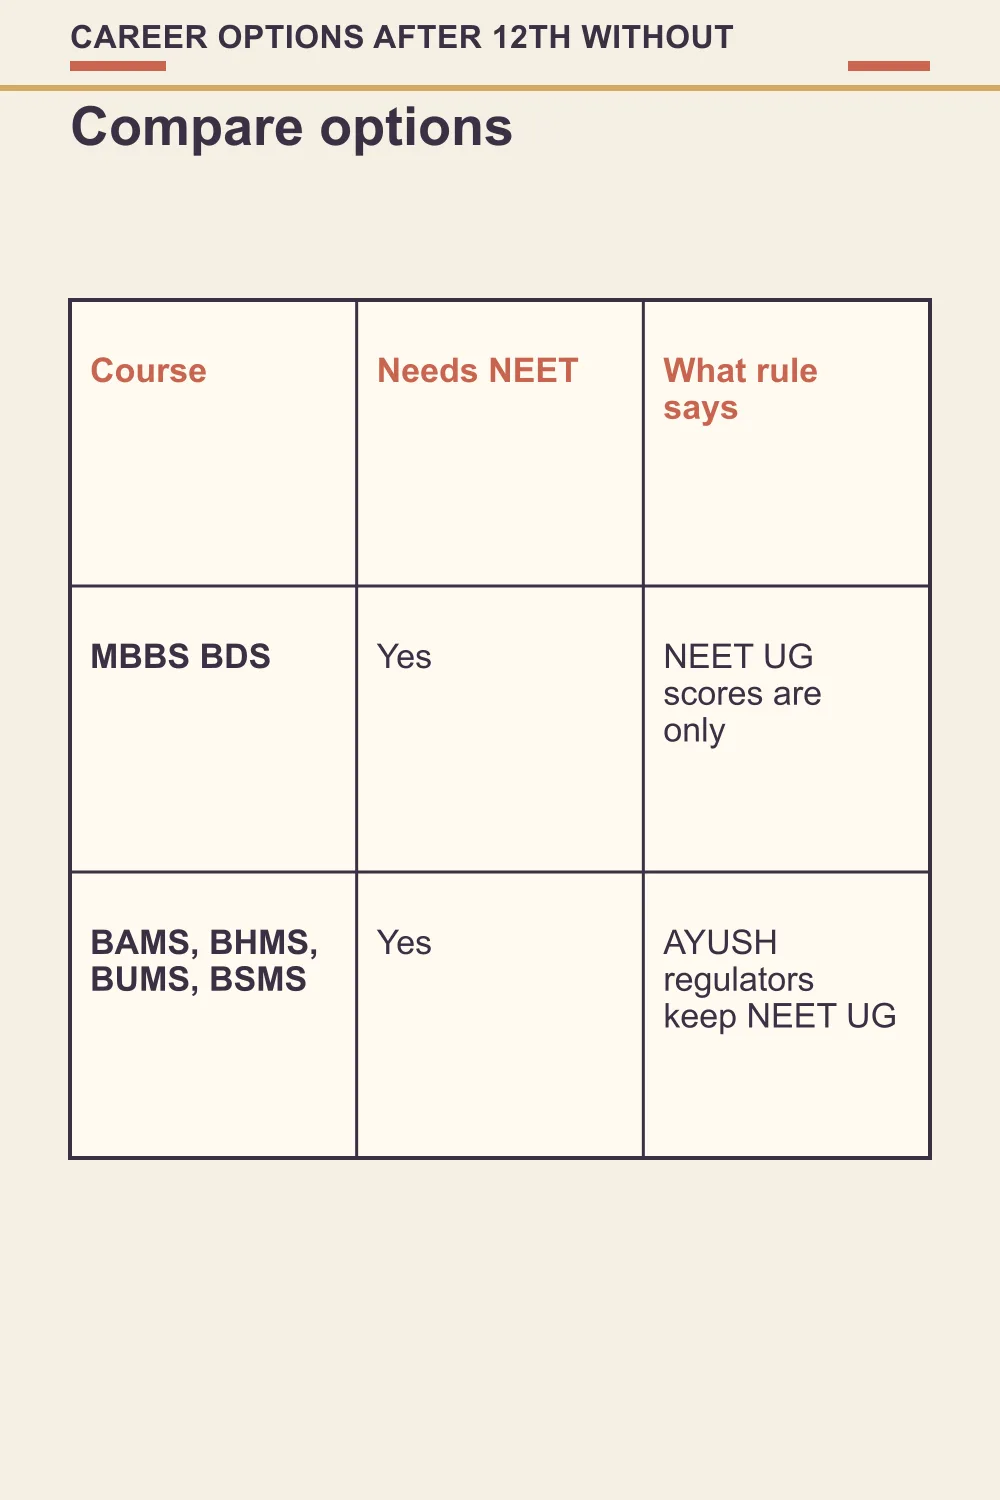 CAREER OPTIONS AFTER 12TH WITHOUT
Compare options
Course
Needs NEET
What rule
says
MBBS BDS
Yes
NEET UG
scores are
only
BAMS, BHMS,
BUMS, BSMS
Yes
AYUSH
regulators
keep NEET UG